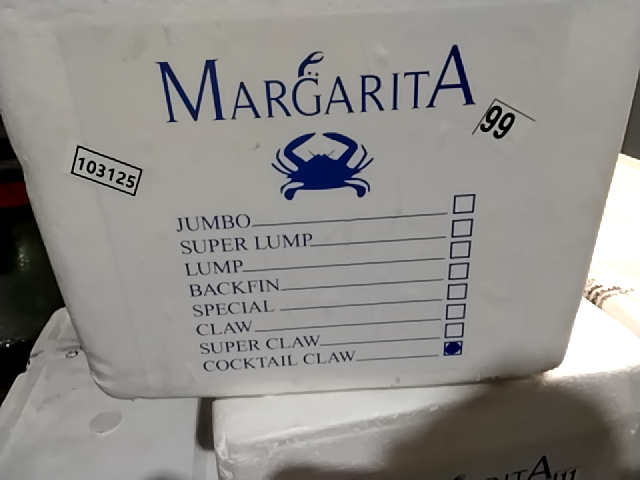 MARGARITA
99
103125
JUMBO
SUPER LUMP
LUMP
BACKFIN
SPECIAL
CLAW
SUPER CLAW
COCKTAIL CLAW